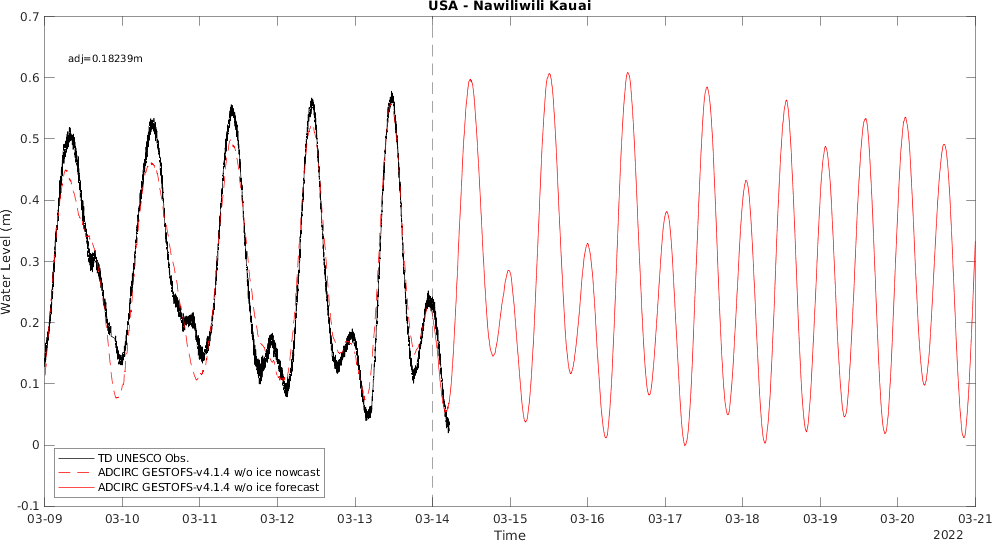 USA - Nawiliwili Kauai
adj=0.18239m
0.7
0.6
0.5
0.4
0.3
0.2
0.1
0
-0.1
Water Level (m)
TD UNESCO Obs.
ADCIRC GESTOFS-v4.1.4 w/o ice nowcast
ADCIRC GESTOFS-v4.1.4 w/o ice forecast
03-09 03-10 03-11 03-12 03-13 03-14 03-15 03-16 03-17 03-18 03-19 03-20 03-21
Time
2022